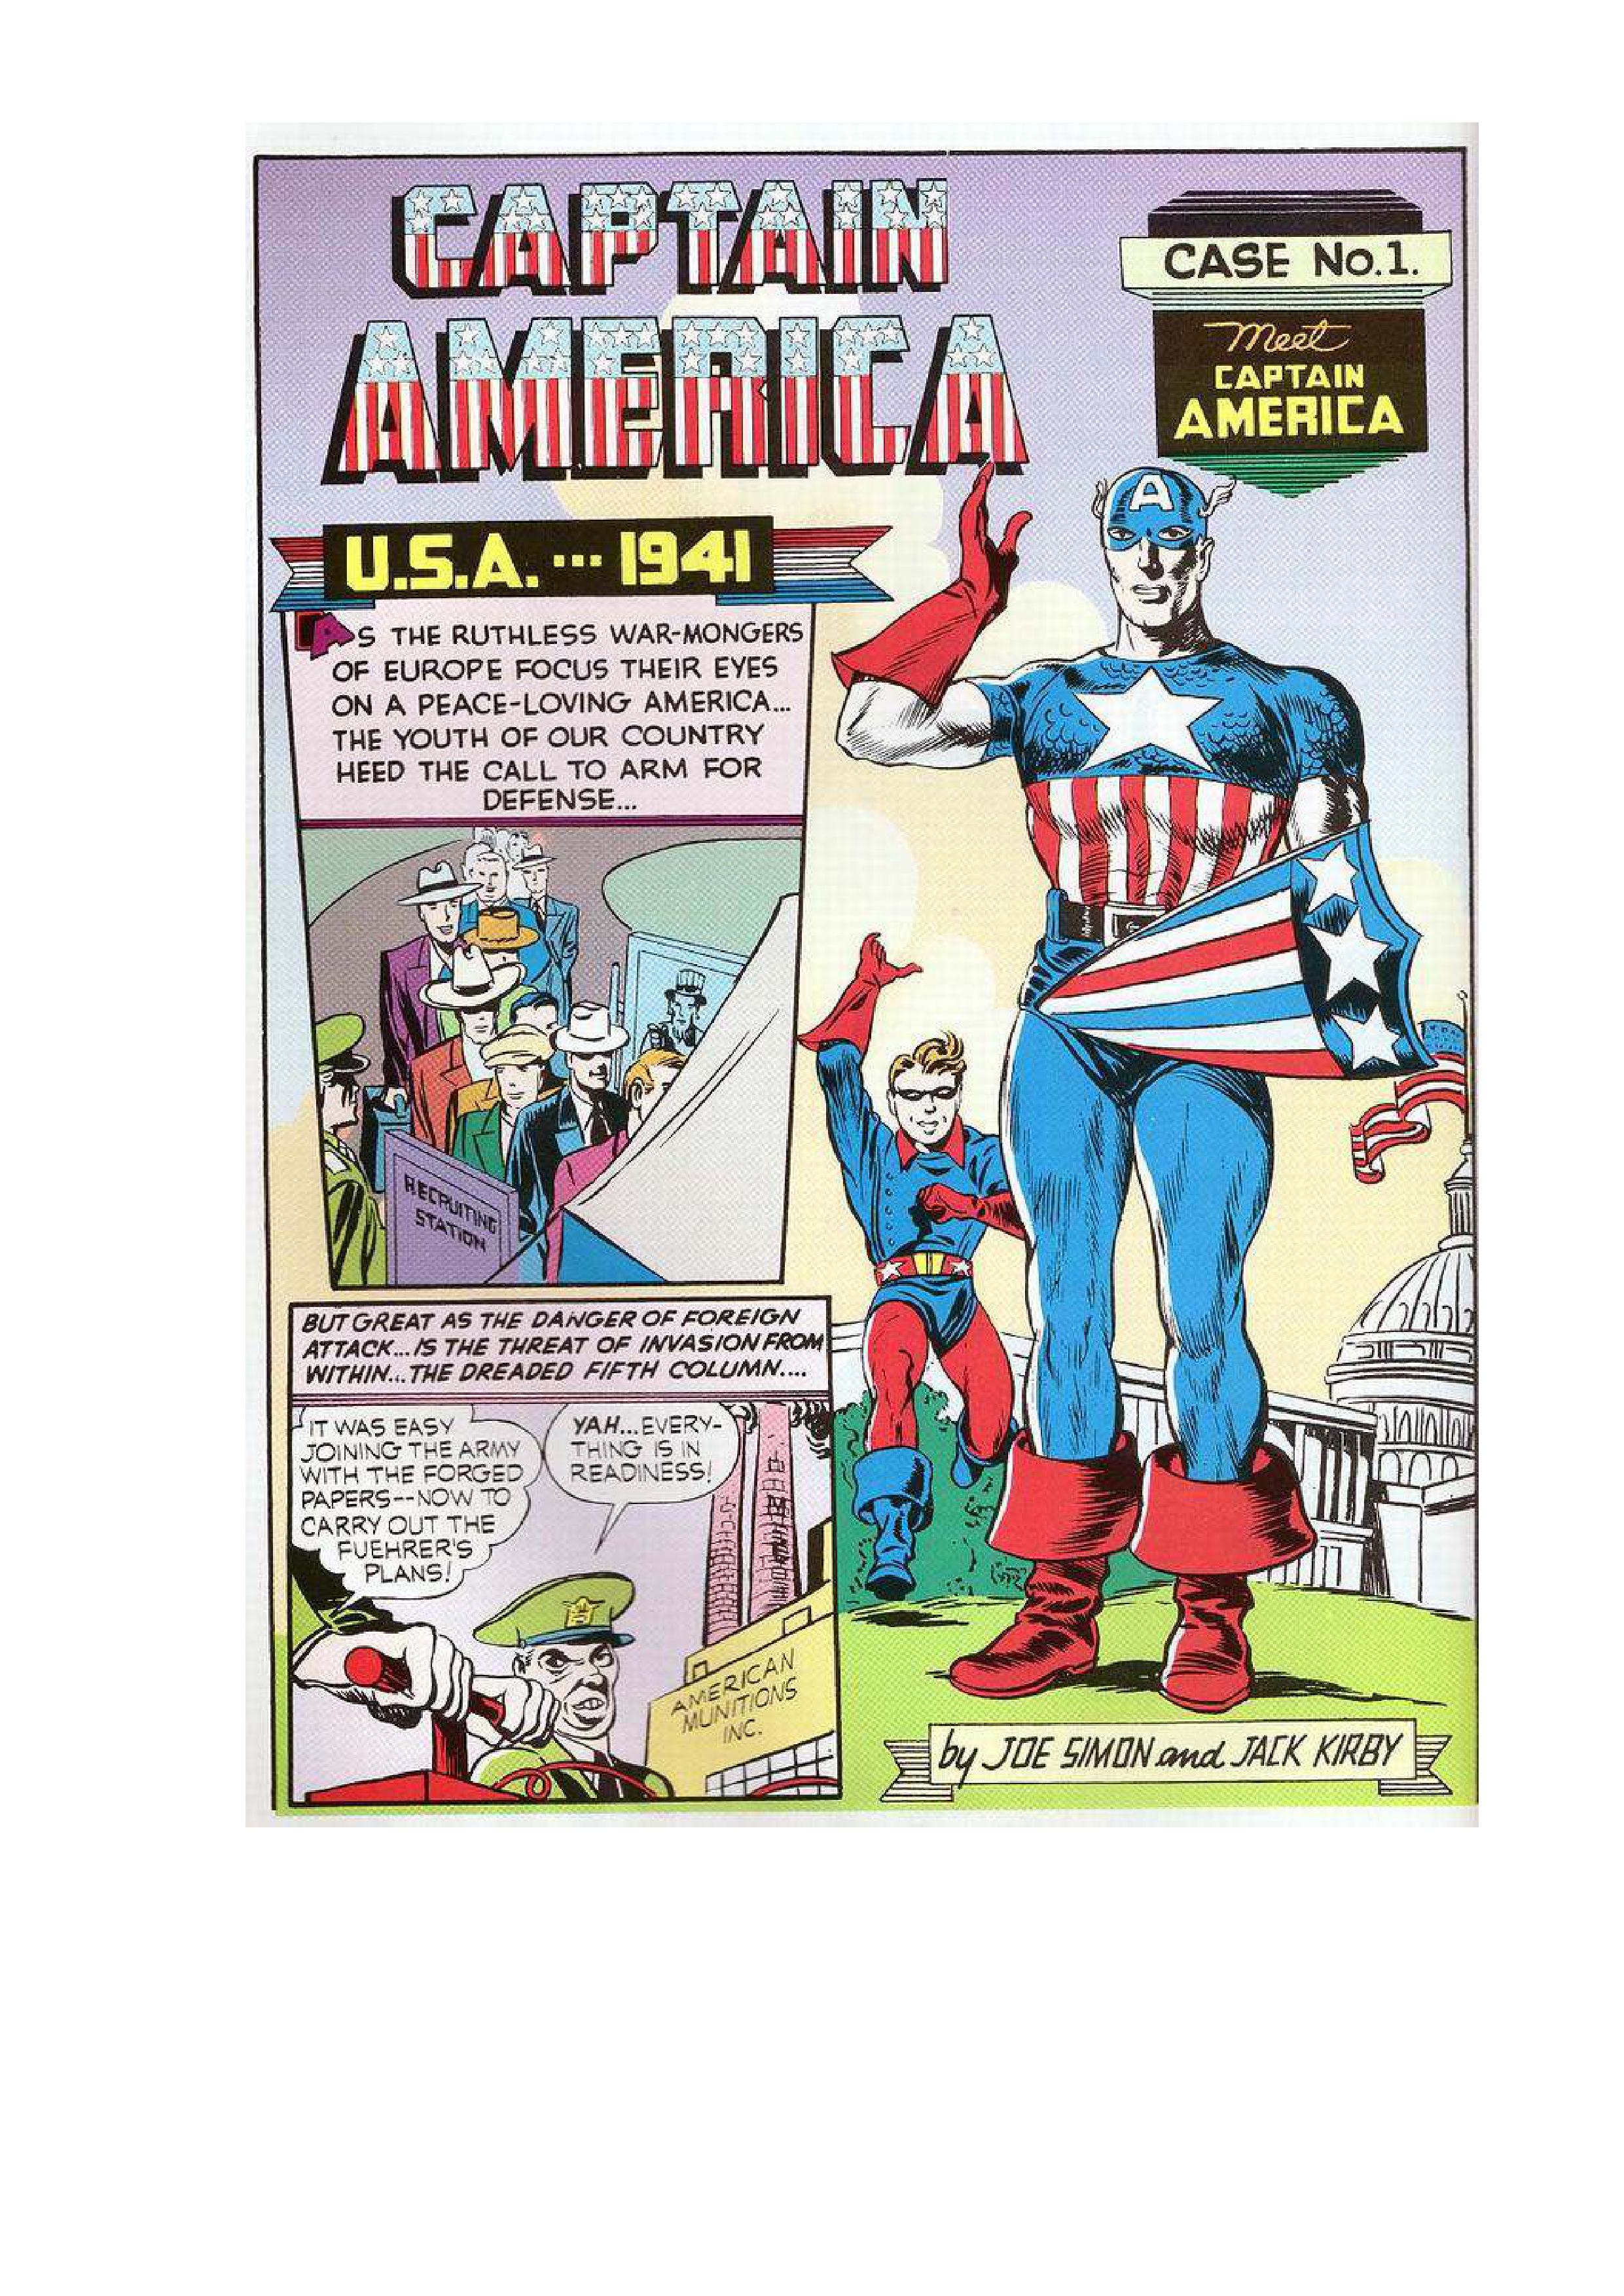 CAPTAIN
AMERICA
CASE No.1.
Meet
CAPTAIN
AMERICA
U.S.A. ... 1941
AS THE RUTHLESS WAR-MONGERS
OF EUROPE FOCUS THEIR EYES
ON A PEACE-LOVING AMERICA...
THE YOUTH OF OUR COUNTRY
HEED THE CALL TO ARM FOR
DEFENSE...
A
RECRUITING
STATION
BUT GREAT AS THE DANGER OF FOREIGN
ATTACK...IS THE THREAT OF INVASION FROM
WITHIN...THE DREADED FIFTH COLUMN....
IT WAS EASY
JOINING THE ARMY
WITH THE FORGED
PAPERS--NOW TO
CARRY OUT THE
FUEHRER'S
PLANS!
YAH...EVERY-
THING IS IN
READINESS!
AMERICAN
MUNITIONS
INC.
by JOE SIMON and JACK KIRBY